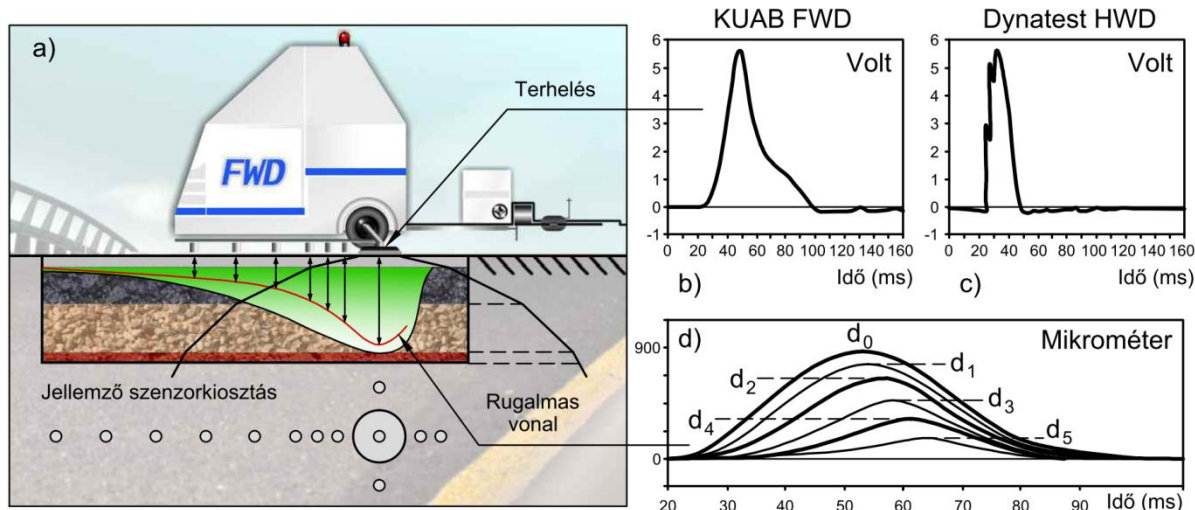 a)
FWD
Terhelés
Jellemző szenzorkiosztás
Rugalmas
vonal
KUAB FWD
Volt
6
5
4
3
2
1
0
-1
0 20 40 60 80 100 120 140 160
Idő (ms)
b)
Dynatest HWD
Volt
6
5
4
3
2
1
0
-1
0 20 40 60 80 100 120 140 160
Idő (ms)
c)
d)
Mikrométer
900
0
d0
d1
d2
d3
d4
d5
20 30 40 50 60 70 80 90 Idő (ms)